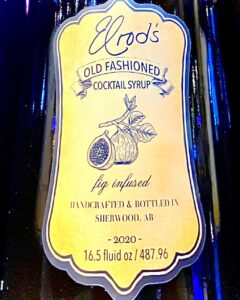 Elrod's
OLD FASHIONED
COCKTAIL SYRUP
fig infused
HANDCRAFTED & BOTTLED IN
SHERWOOD, AR
- 2020 -
16.5 fluid oz / 487.96